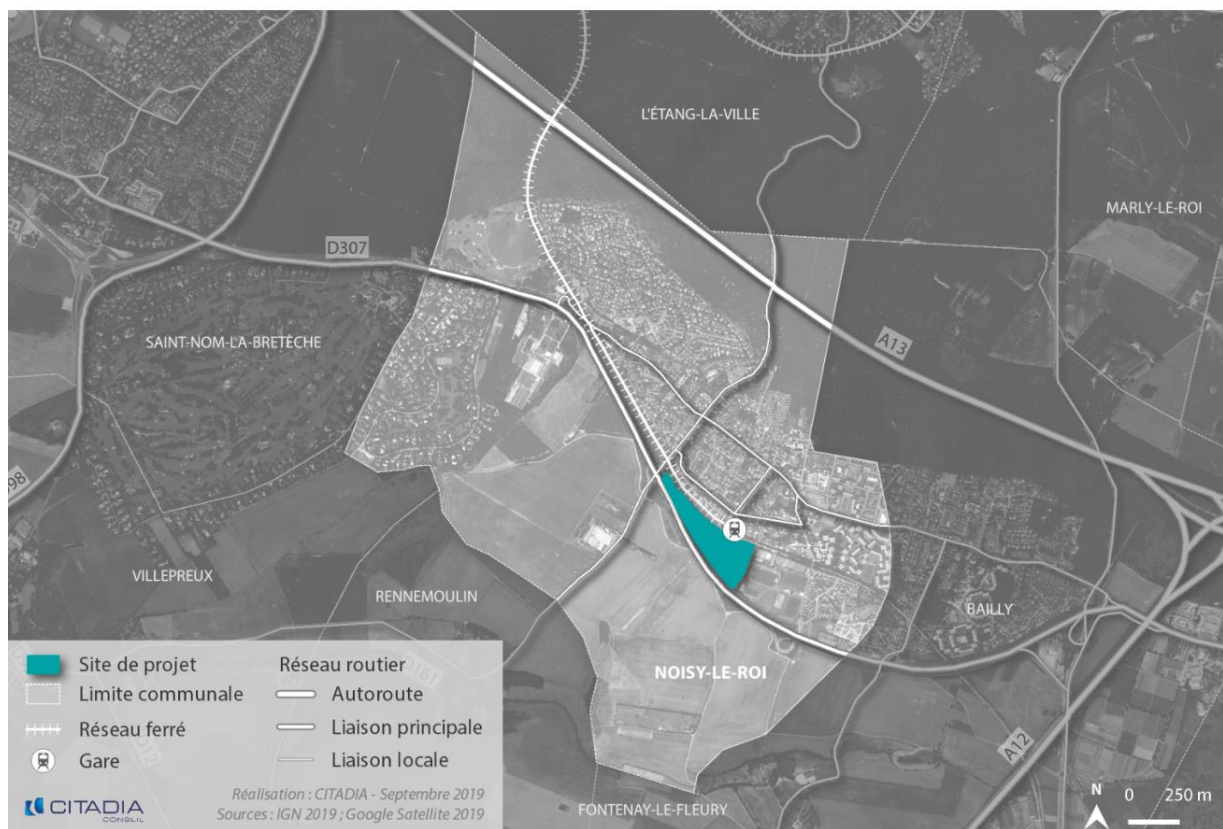 L'ÉTANG-LA-VILLE
MARLY-LE-ROI
D307
SAINT-NOM-LA-BRETÈCHE
A13
VILLEPREUX
RENNEMOULIN
BAILLY
NOISY-LE-ROI
A12
FONTENAY-LE-FLEURY
Site de projet
Limite communale
Réseau ferré
Gare
Réseau routier
Autoroute
Liaison principale
Liaison locale
CITADIA
CONSEIL
Réalisation : CITADIA - Septembre 2019
Sources : IGN 2019 ; Google Satellite 2019
N
0 250 m